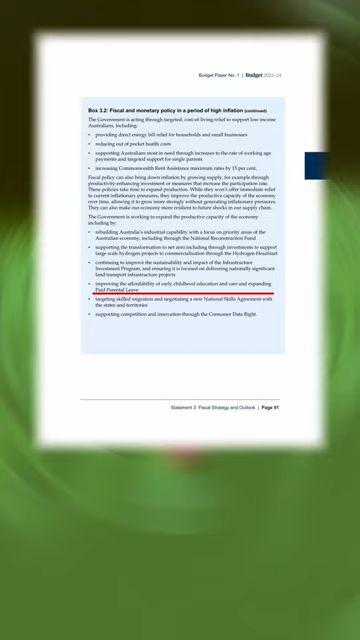 Budget Paper No. 1 | Budget 2023–24
Box 3.2: Fiscal and monetary policy in a period of high inflation (continued)
The Government is acting through targeted, cost-of-living relief to support low-income
Australians, including:
• providing direct energy bill relief for households and small businesses
• reducing out of pocket health costs
• supporting Australians most in need through increases to the rate of working age
payments and targeted support for single parents
• increasing Commonwealth Rent Assistance maximum rates by 15 per cent.
Fiscal policy can also bring down inflation by growing supply, for example through
productivity-enhancing investment or measures that increase the participation rate.
These policies take time to expand production. While they won't offer immediate relief
to current inflationary pressures, they improve the productive capacity of the economy
over time, allowing it to grow more strongly without generating inflationary pressures.
They can also make our economy more resilient to future shocks in our supply chain.
The Government is working to expand the productive capacity of the economy
including by:
• rebuilding Australia's industrial capability with a focus on priority areas of the
Australian economy, including through the National Reconstruction Fund
• supporting the transformation to net zero including through investments to support
large scale hydrogen projects to commercialisation through the Hydrogen Headstart
• continuing to improve the sustainability and impact of the Infrastructure
Investment Program, and ensuring it is focused on delivering nationally significant
land transport infrastructure projects
• improving the affordability of early childhood education and care and expanding
Paid Parental Leave
• targeting skilled migration and negotiating a new National Skills Agreement with
the states and territories
• supporting competition and innovation through the Consumer Data Right.
Statement 3: Fiscal Strategy and Outlook | Page 91